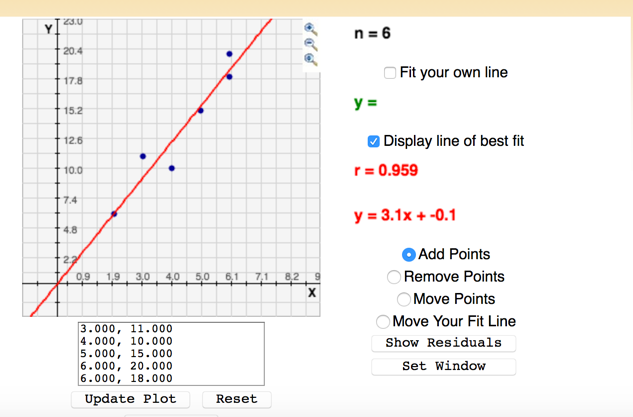 Y
23.0
20.4
17.8
15.2
12.6
10.0
7.4
4.8
2.2
0.9 1.9 3.0 4.0 5.0 6.1 7.1 8.2 9
X
3.000, 11.000
4.000, 10.000
5.000, 15.000
6.000, 20.000
6.000, 18.000
Update Plot Reset
n = 6
Fit your own line
y =
Display line of best fit
r = 0.959
y = 3.1x + -0.1
Add Points
Remove Points
Move Points
Move Your Fit Line
Show Residuals
Set Window